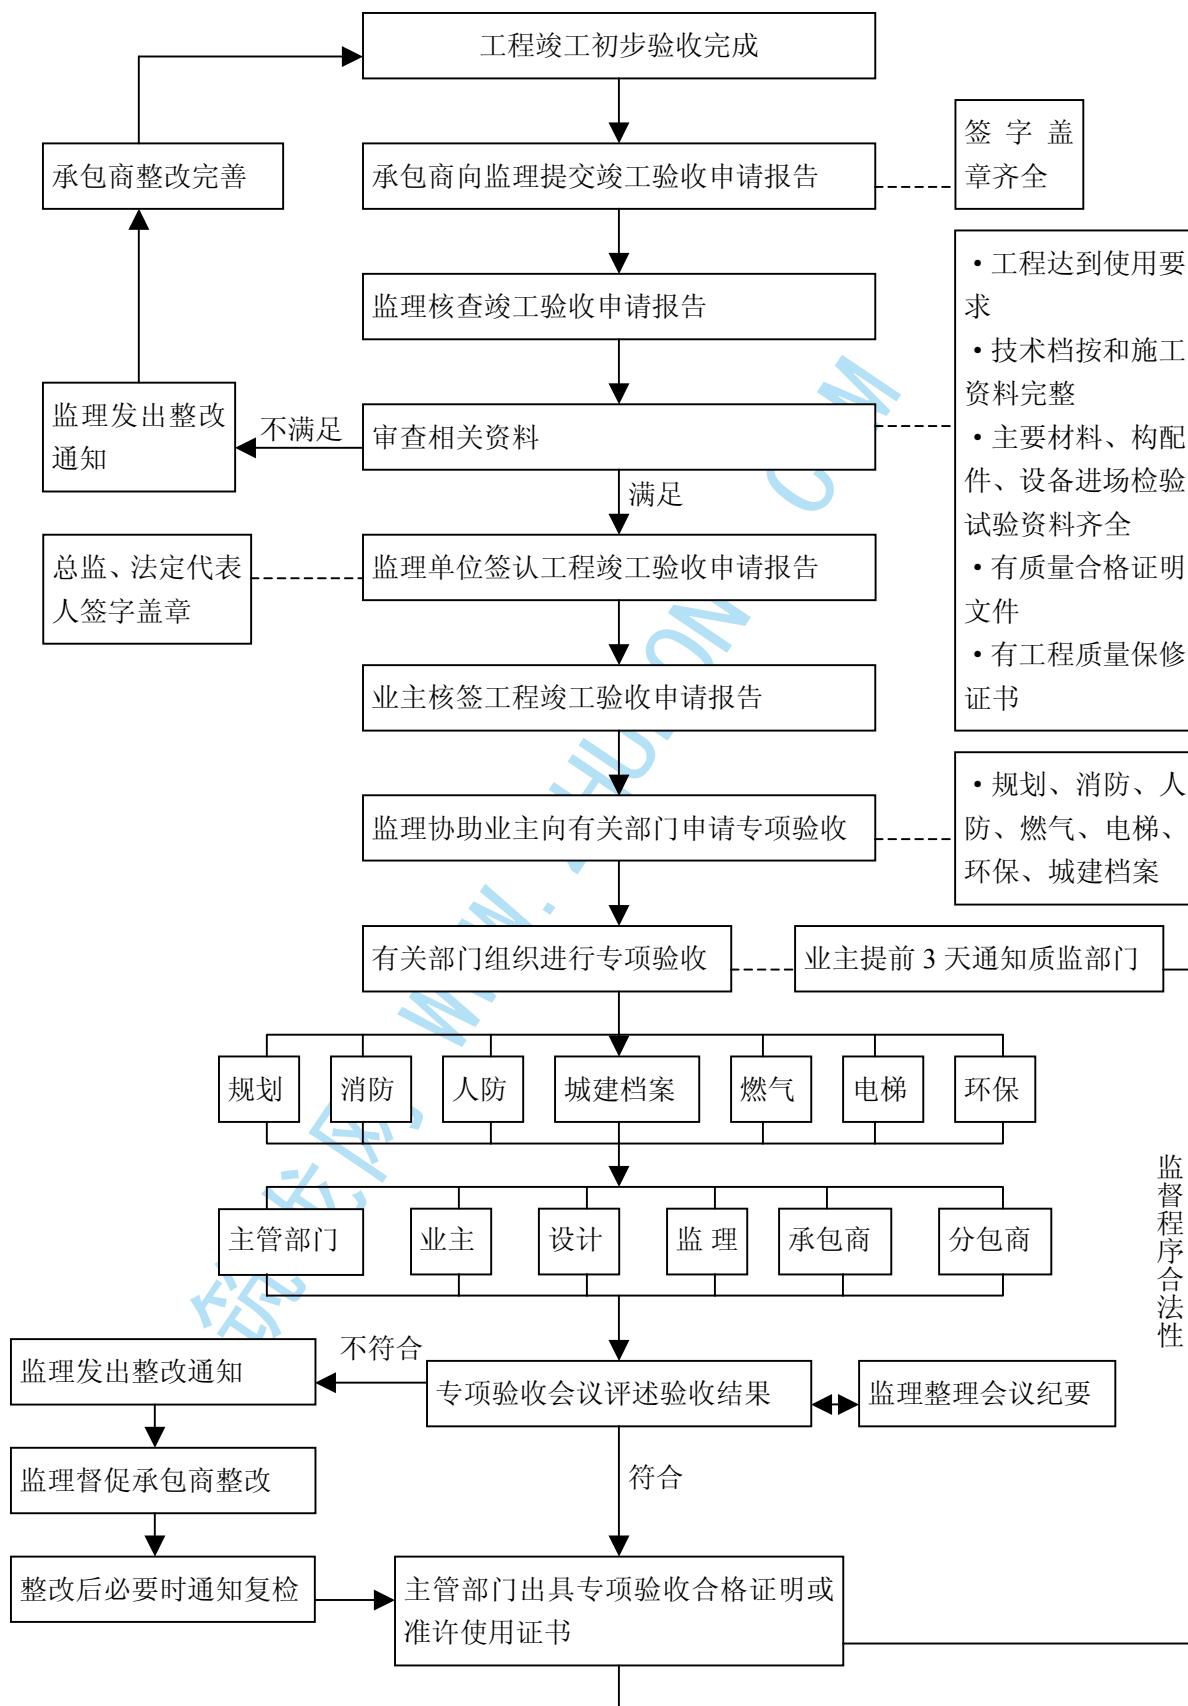 工程竣工初步验收完成
签字盖
章齐全
承包商整改完善
承包商向监理提交竣工验收申请报告
·工程达到使用要
求
·技术档按和施工
资料完整
·主要材料、构配
件、设备进场检验
试验资料齐全
·有质量合格证明
文件
·有工程质量保修
证书
监理核查竣工验收申请报告
监理发出整改
通知
不满足
审查相关资料
满足
总监、法定代表
人签字盖章
监理单位签认工程竣工验收申请报告
业主核签工程竣工验收申请报告
监理协助业主向有关部门申请专项验收
·规划、消防、人
防、燃气、电梯、
环保、城建档案
有关部门组织进行专项验收
业主提前 3 天通知质监部门
规划
消防
人防
城建档案
燃气
电梯
环保
监督程序合法性
主管部门
业主
设计
监 理
承包商
分包商
不符合
监理发出整改通知
专项验收会议评述验收结果
监理整理会议纪要
监理督促承包商整改
符合
整改后必要时通知复检
主管部门出具专项验收合格证明或
准许使用证书
筑龙网 WWW.ZHULONG.COM